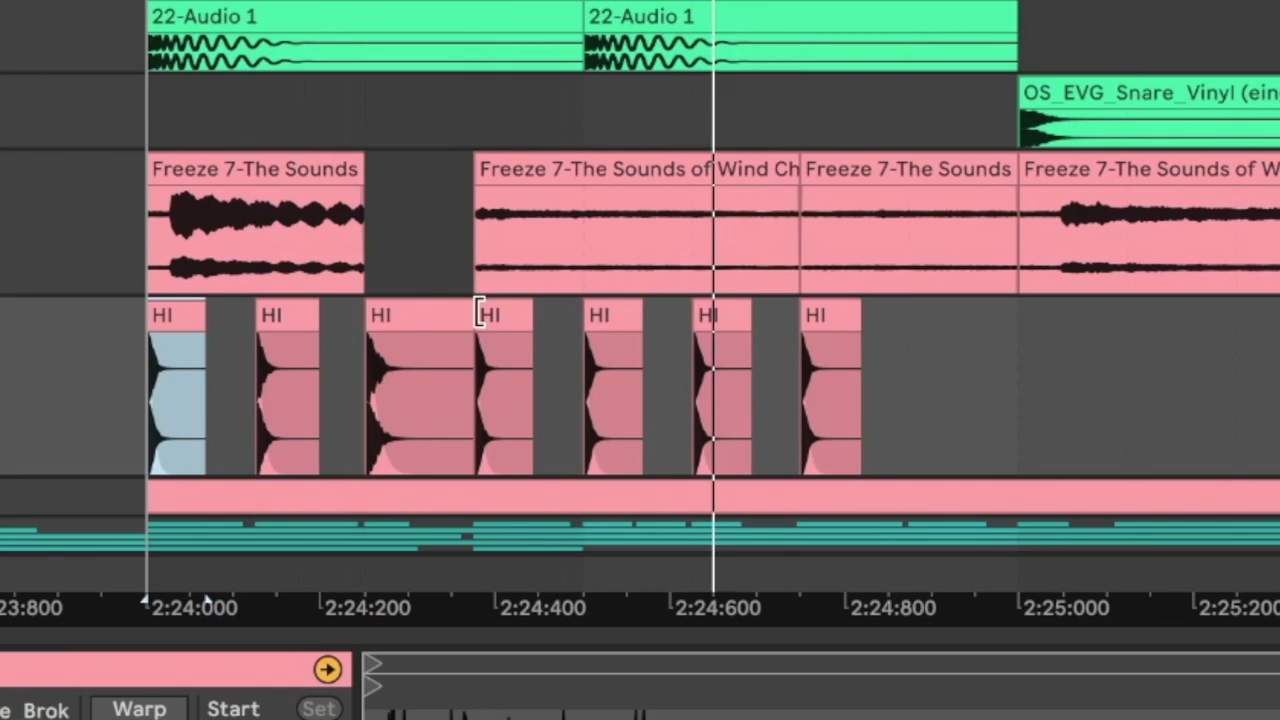 22-Audio 1 22-Audio 1
OS_EVG_Snare_Vinyl (ein
Freeze 7-The Sounds Freeze 7-The Sounds of Wind Ch Freeze 7-The Sounds Freeze 7-The Sounds of W
HI HI HI HI HI HI HI
23:800 2:24:000 2:24:200 2:24:400 2:24:600 2:24:800 2:25:000 2:25:200
e Brok Warp Start Set